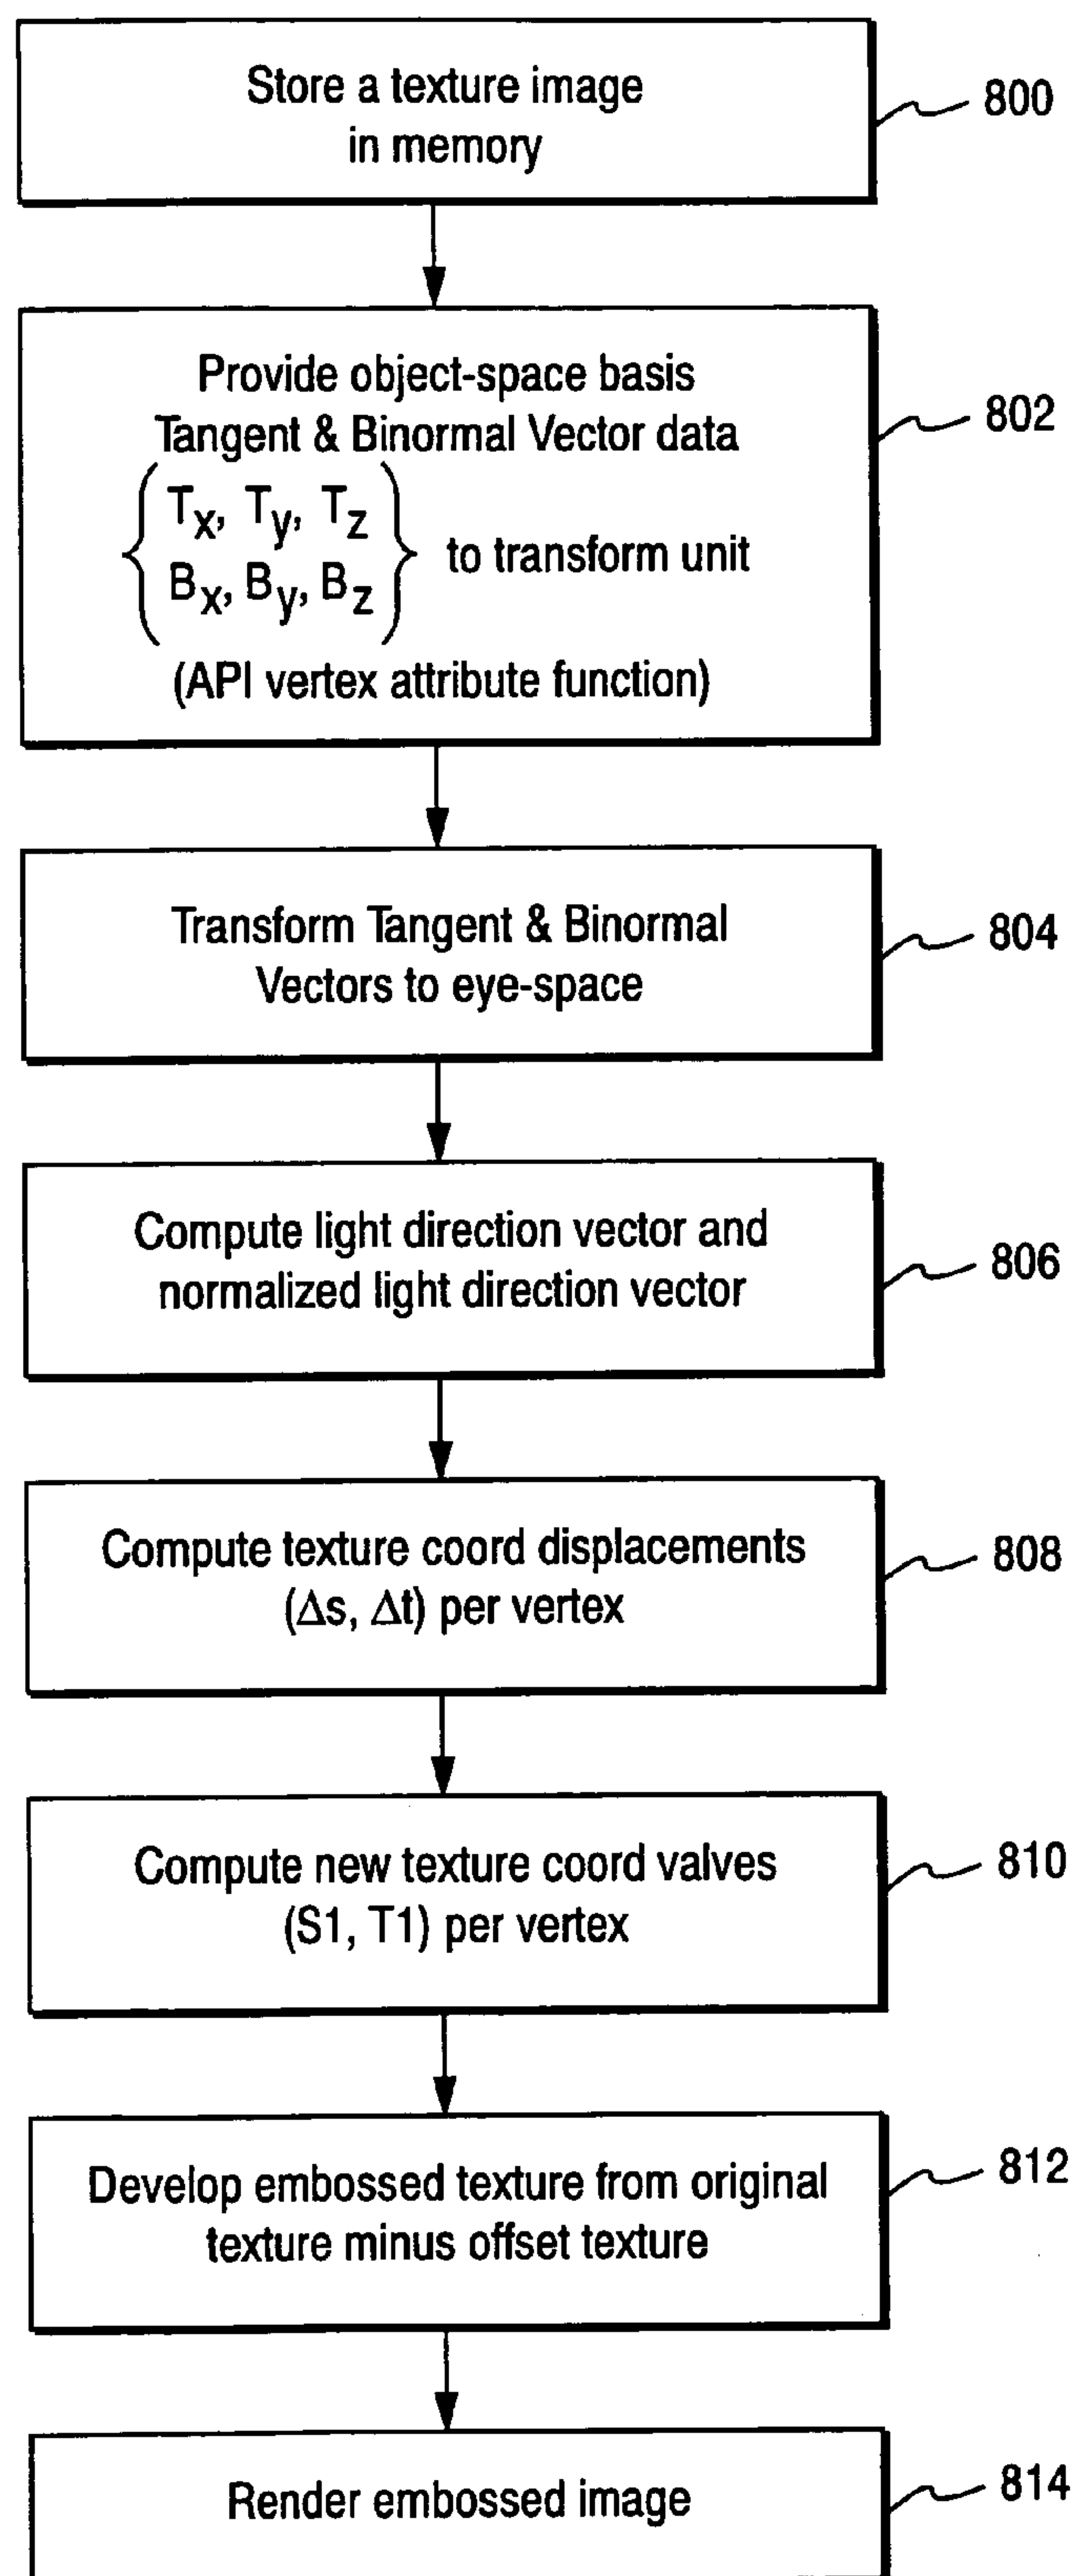 Store a texture image
in memory
800
Provide object-space basis
Tangent & Binormal Vector data
Tx, Ty, Tz
Bx, By, Bz
to transform unit
(API vertex attribute function)
802
Transform Tangent & Binormal
Vectors to eye-space
804
Compute light direction vector and
normalized light direction vector
806
Compute texture coord displacements
(Δs, Δt) per vertex
808
Compute new texture coord valves
(S1, T1) per vertex
810
Develop embossed texture from original
texture minus offset texture
812
Render embossed image
814